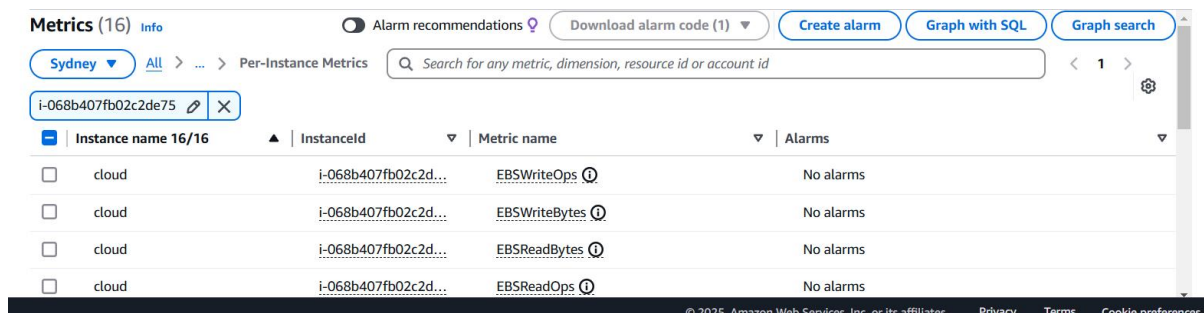 Metrics (16) Info Alarm recommendations Download alarm code (1) Create alarm Graph with SQL Graph search
Sydney All > ... > Per-Instance Metrics Search for any metric, dimension, resource id or account id 1
i-068b407fb02c2de75
Instance name 16/16 InstanceId Metric name Alarms
cloud i-068b407fb02c2d... EBSWriteOps No alarms
cloud i-068b407fb02c2d... EBSWriteBytes No alarms
cloud i-068b407fb02c2d... EBSReadBytes No alarms
cloud i-068b407fb02c2d... EBSReadOps No alarms
© 2025, Amazon Web Services, Inc. or its affiliates. Privacy Terms Cookie preferences